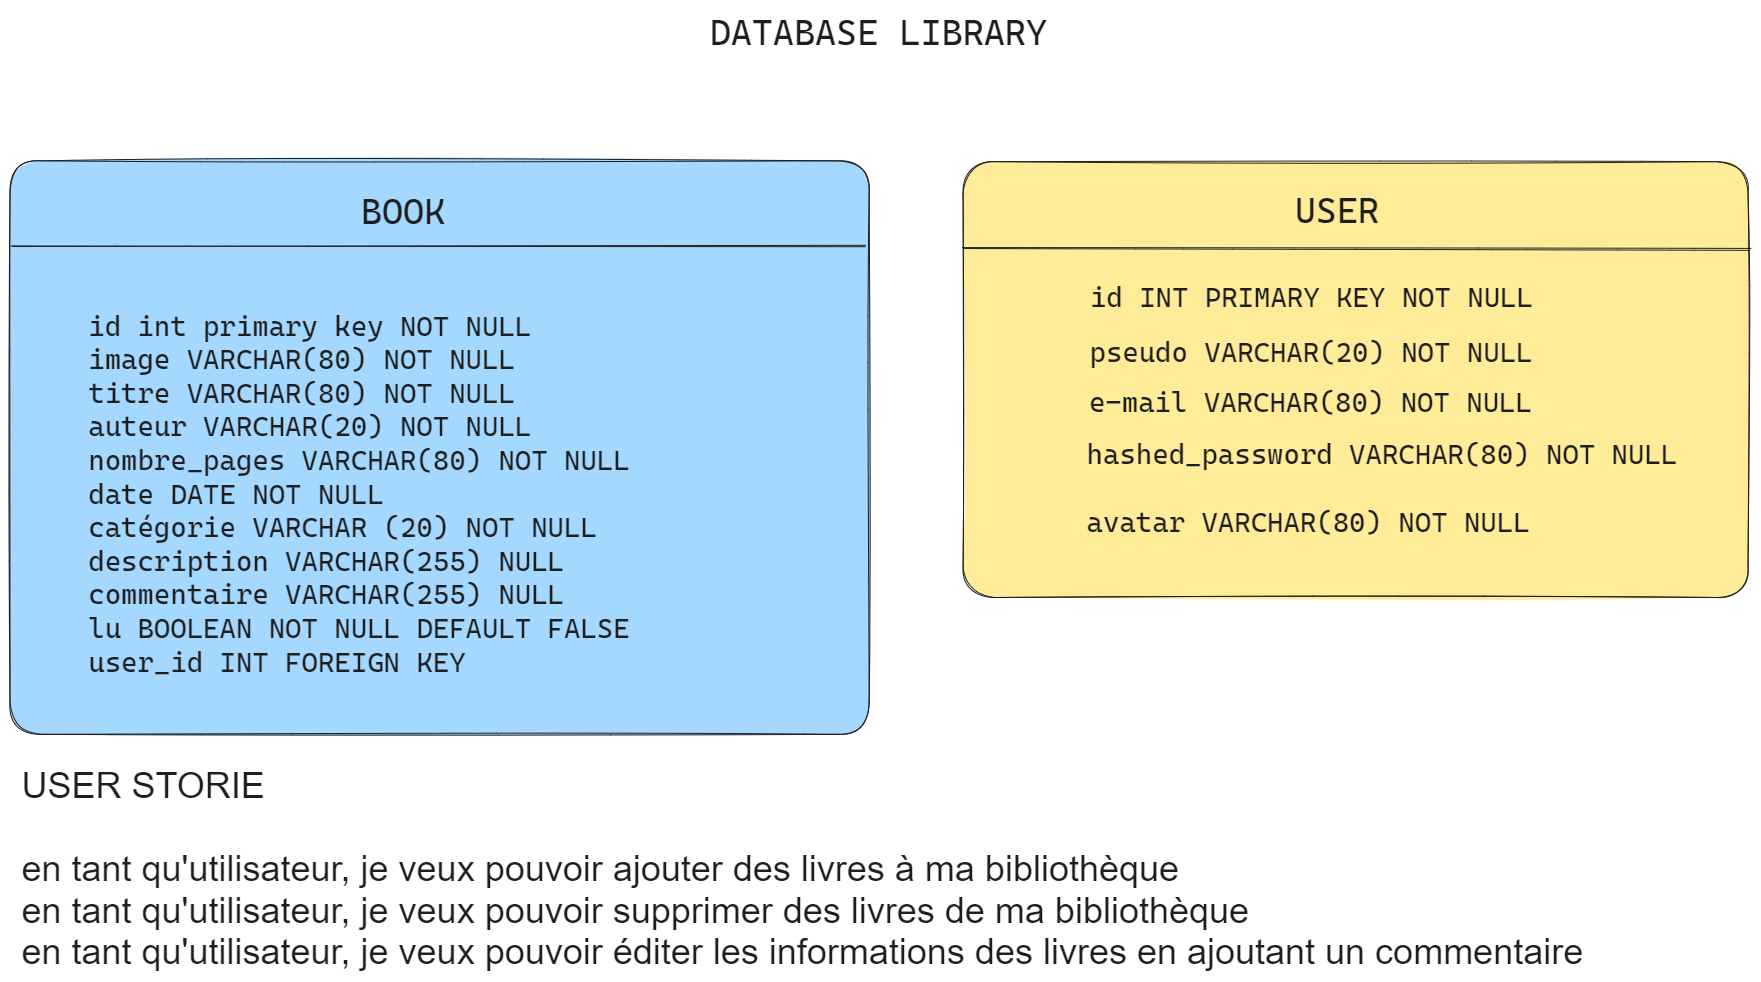 DATABASE LIBRARY
BOOK
id int primary key NOT NULL
image VARCHAR(80) NOT NULL
titre VARCHAR(80) NOT NULL
auteur VARCHAR(20) NOT NULL
nombre_pages VARCHAR(80) NOT NULL
date DATE NOT NULL
catégorie VARCHAR (20) NOT NULL
description VARCHAR(255) NULL
commentaire VARCHAR(255) NULL
lu BOOLEAN NOT NULL DEFAULT FALSE
user_id INT FOREIGN KEY
USER
id INT PRIMARY KEY NOT NULL
pseudo VARCHAR(20) NOT NULL
e-mail VARCHAR(80) NOT NULL
hashed_password VARCHAR(80) NOT NULL
avatar VARCHAR(80) NOT NULL
USER STORIE
en tant qu'utilisateur, je veux pouvoir ajouter des livres à ma bibliothèque
en tant qu'utilisateur, je veux pouvoir supprimer des livres de ma bibliothèque
en tant qu'utilisateur, je veux pouvoir éditer les informations des livres en ajoutant un commentaire